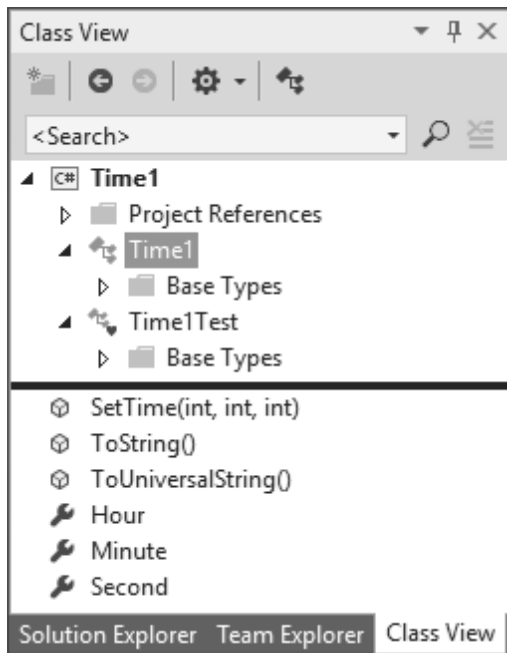 Class View
<Search>
C# Time1
Project References
Time1
Base Types
Time1Test
Base Types
SetTime(int, int, int)
ToString()
ToUniversalString()
Hour
Minute
Second
Solution Explorer Team Explorer Class View